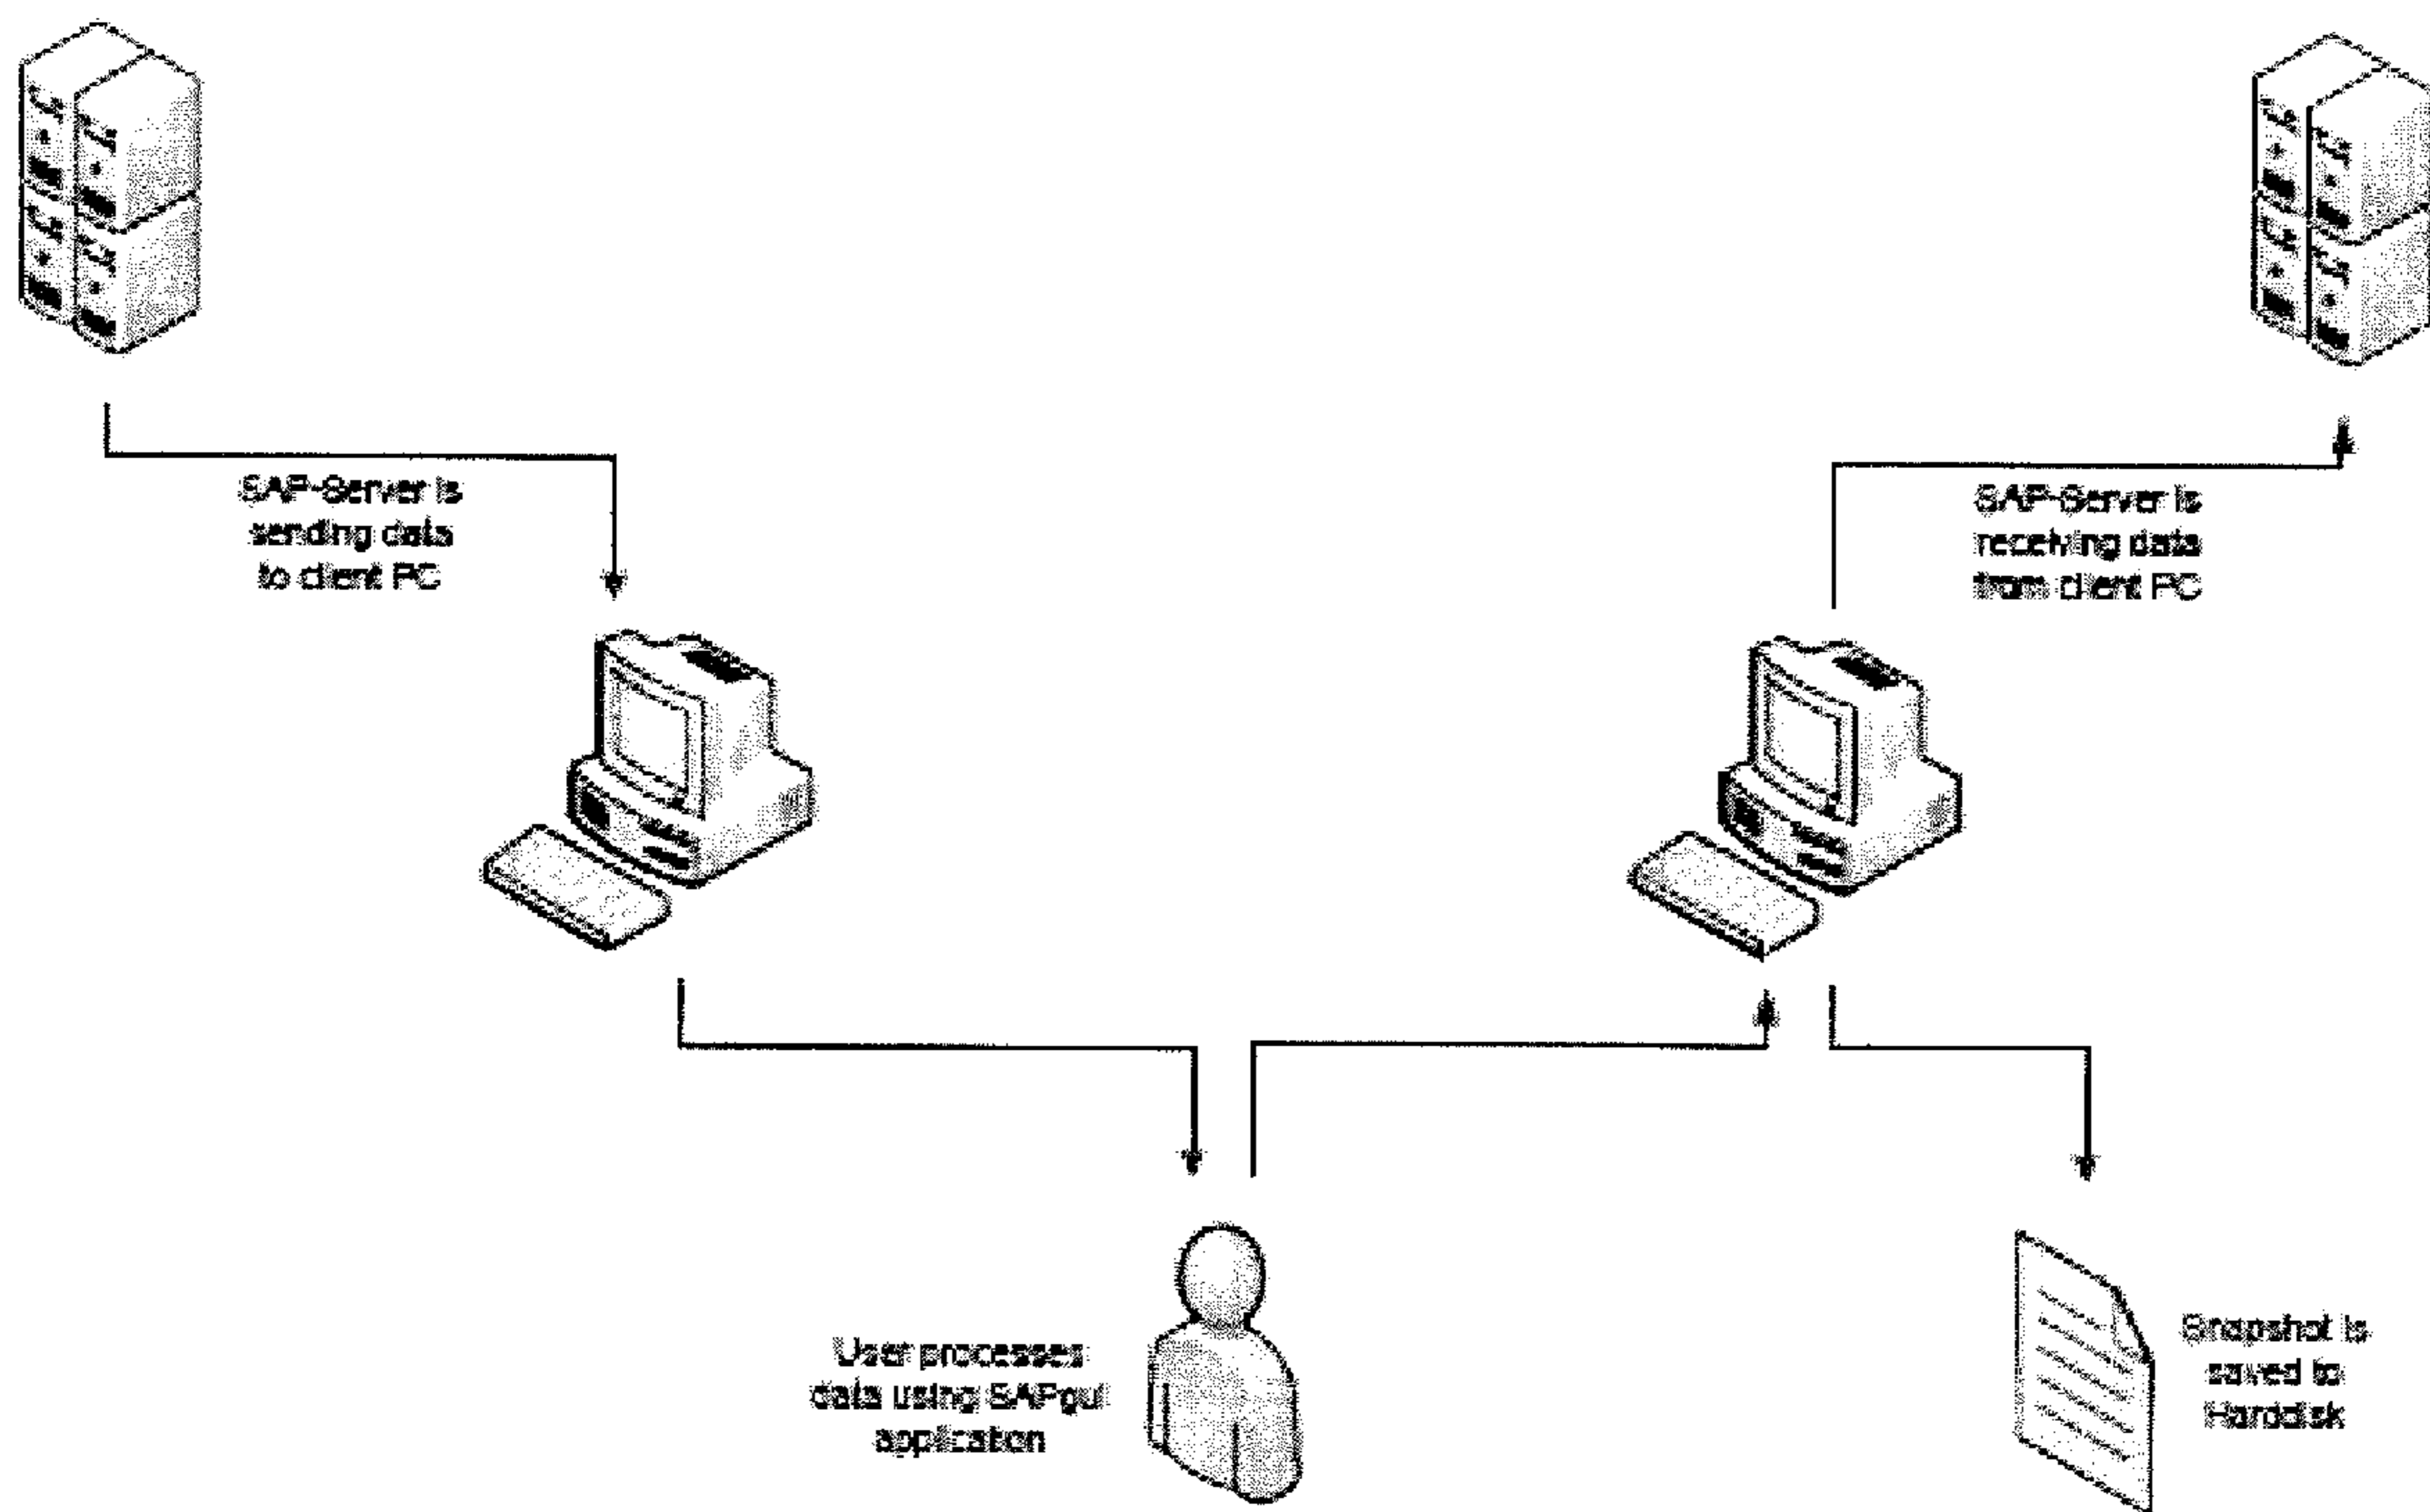 SAP-Server is
sending data
to client PC
SAP-Server is
receiving data
from client PC
User processes
data using SAPgui
application
Snapshot is
saved to
Harddisk